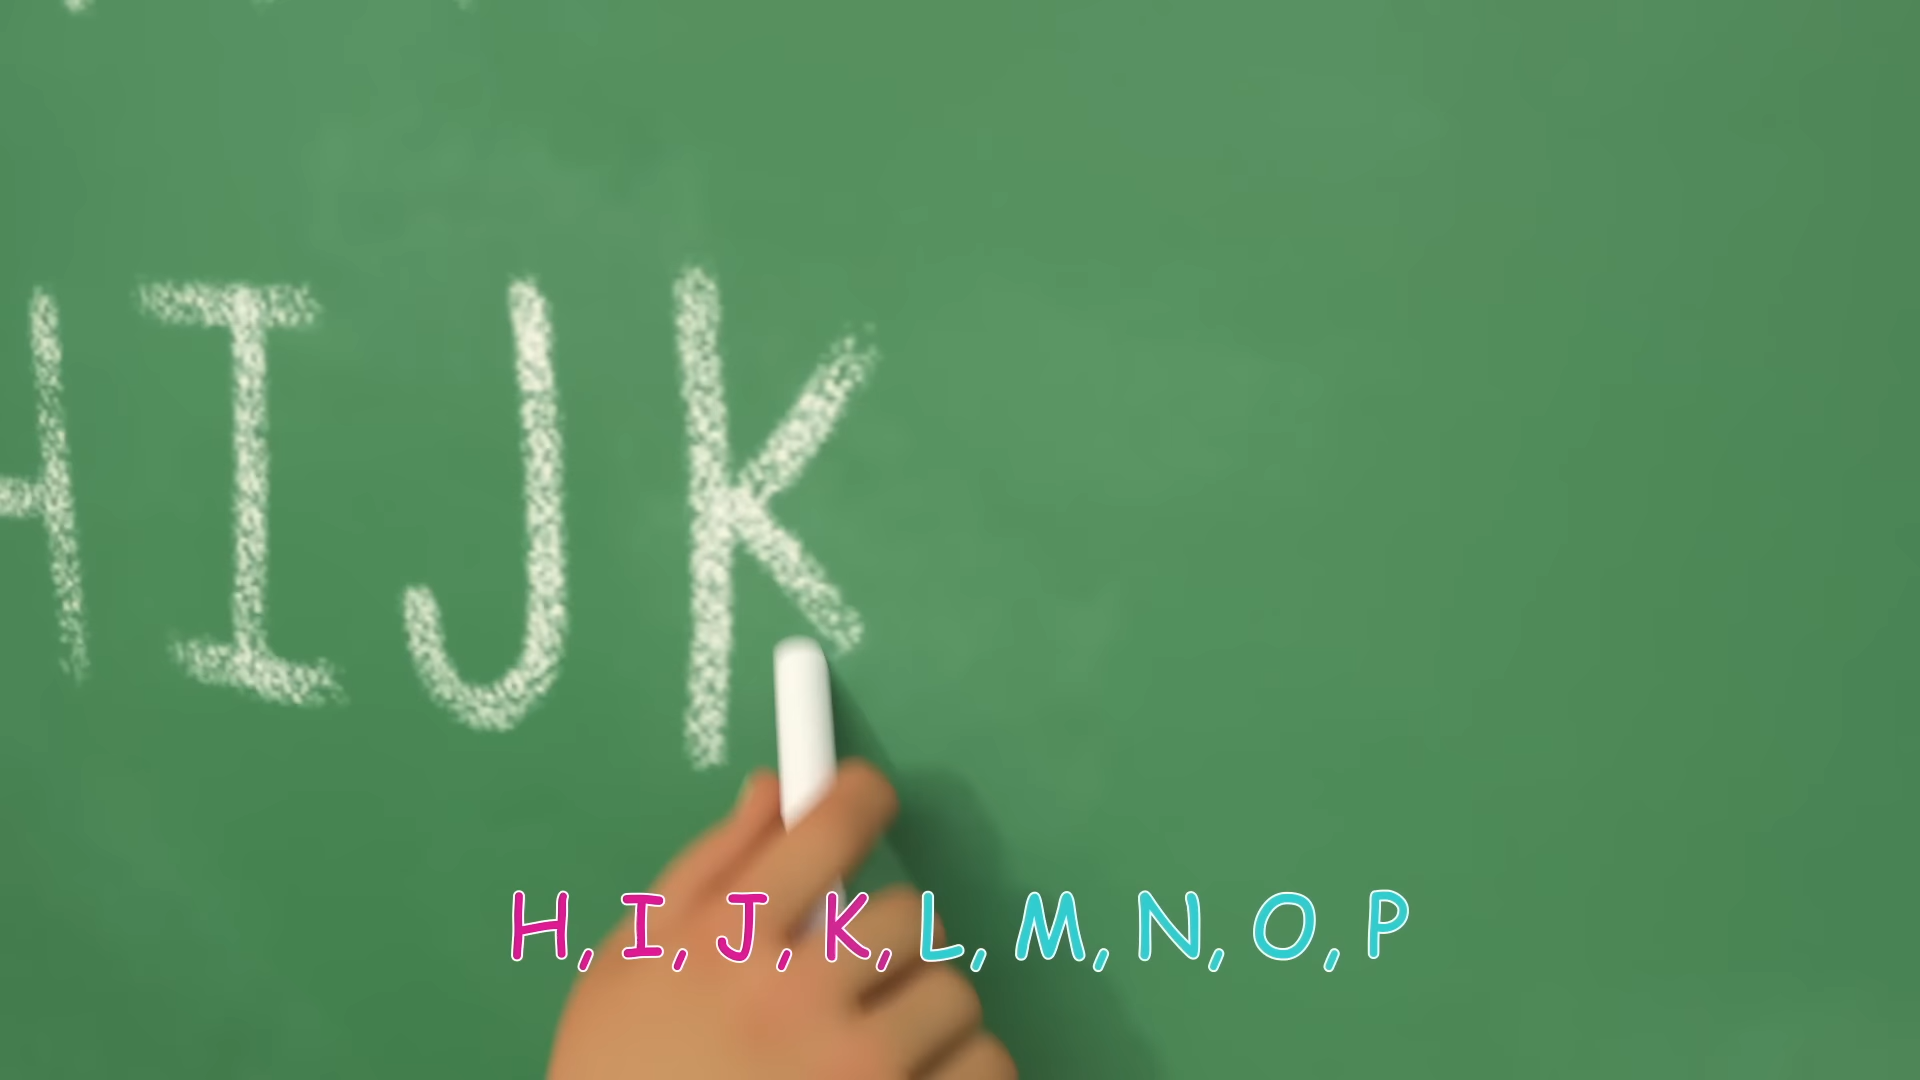 HIJK
H, I, J, K, L, M, N, O, P